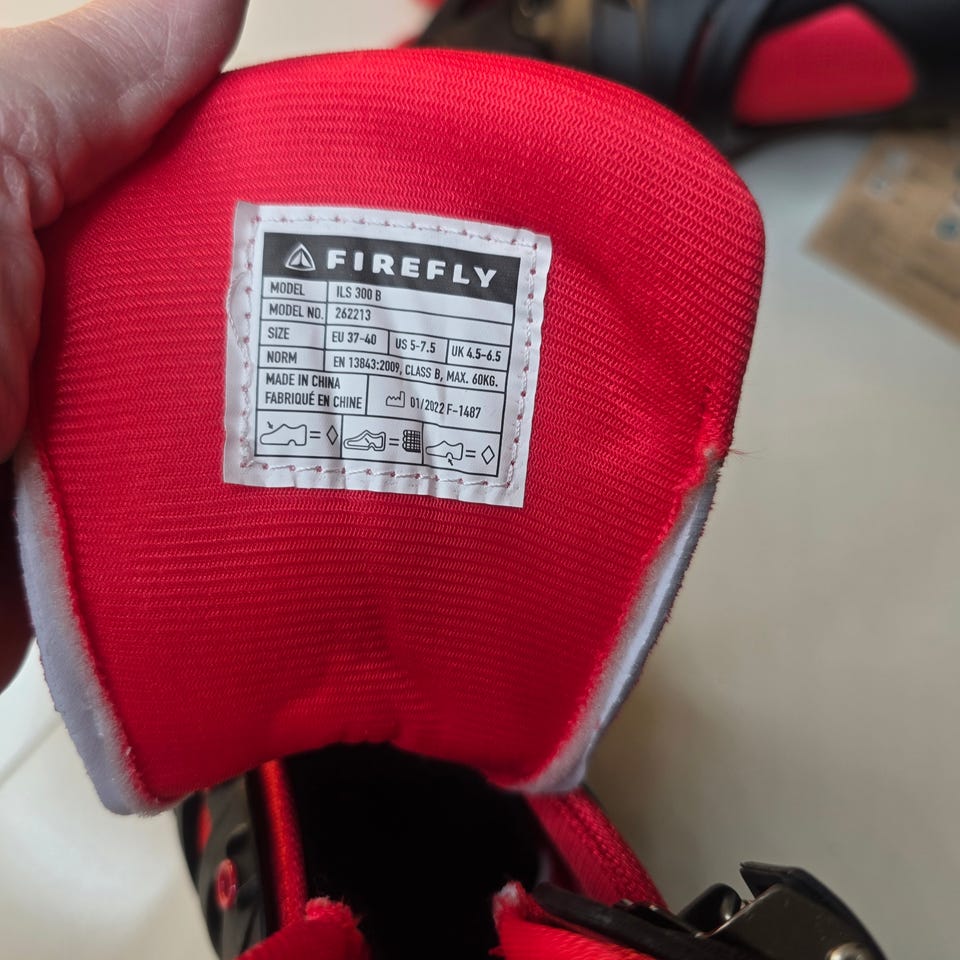 FIREFLY
MODEL ILS 300 B
MODEL NO. 262213
SIZE EU 37-40 US 5-7.5 UK 4.5-6.5
NORM EN 13843:2009, CLASS B, MAX. 60KG.
MADE IN CHINA
FABRIQUÉ EN CHINE
01/2022 F-1487